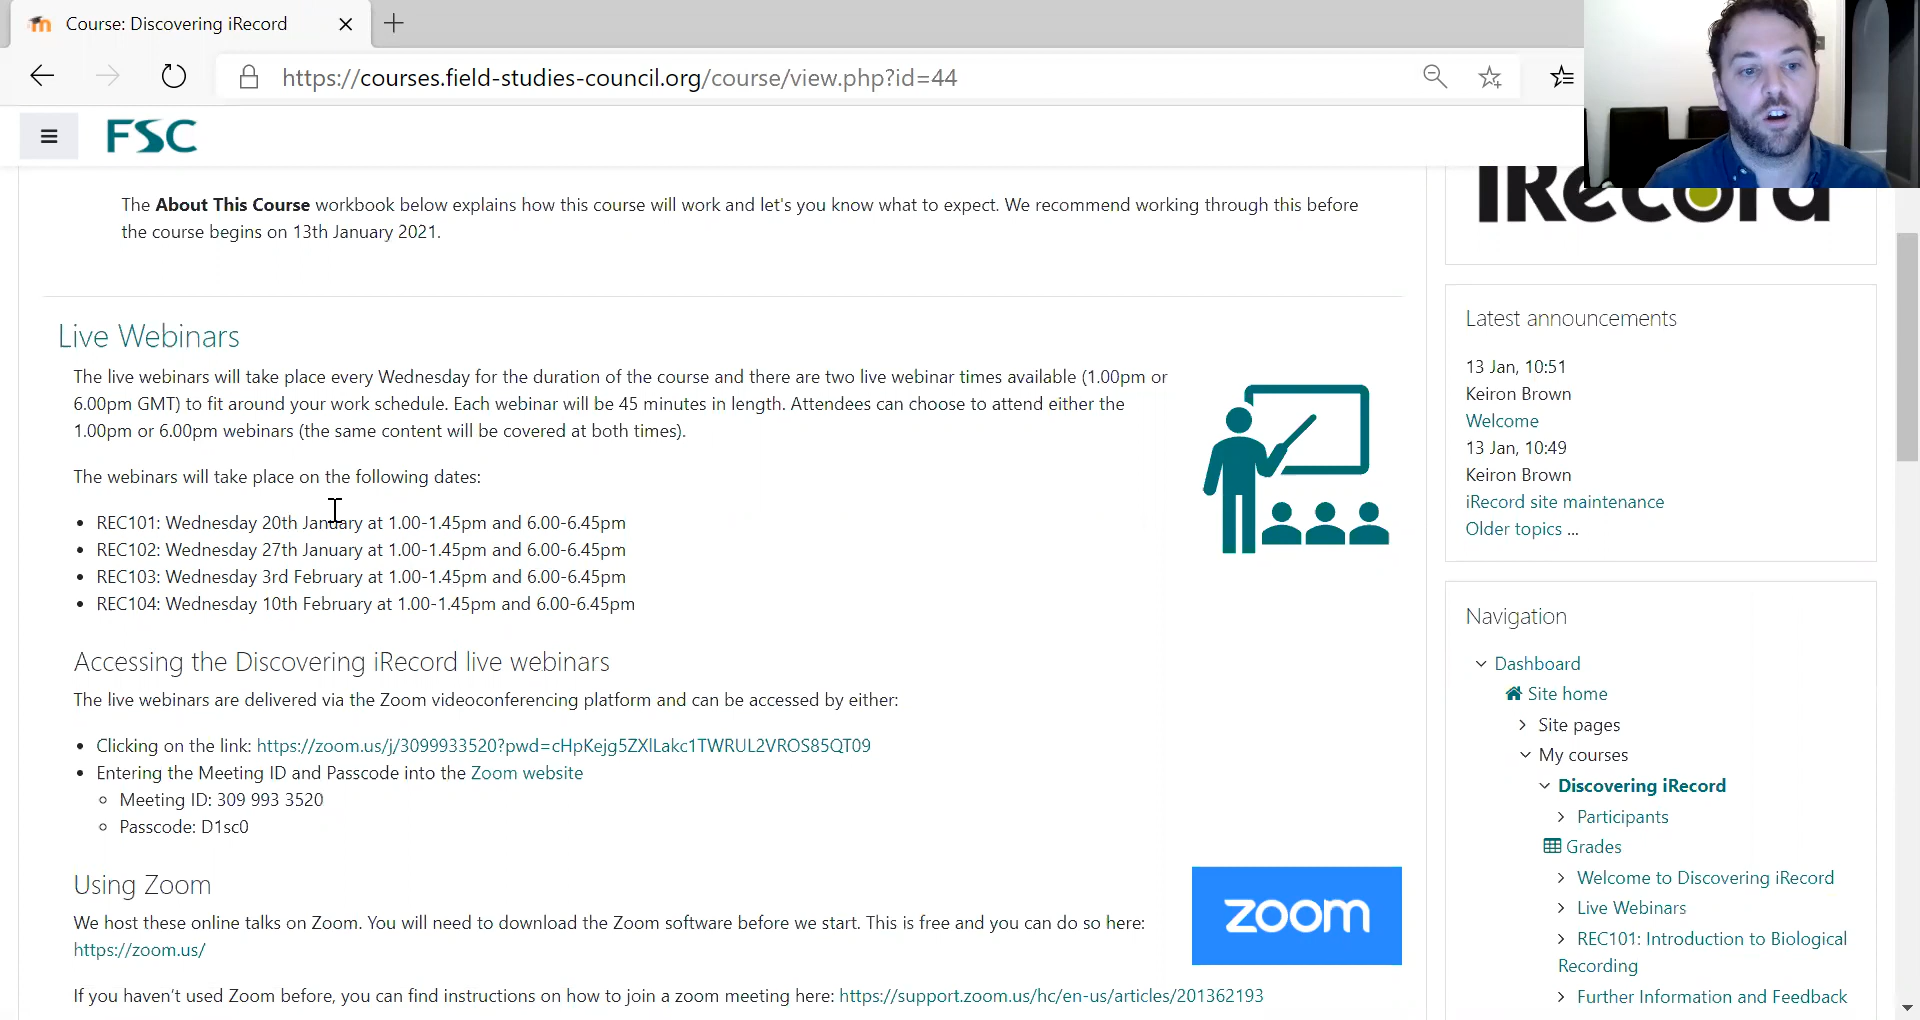 Course: Discovering iRecord
https://courses.field-studies-council.org/course/view.php?id=44
FSC
The About This Course workbook below explains how this course will work and let's you know what to expect. We recommend working through this before
the course begins on 13th January 2021.
Live Webinars
The live webinars will take place every Wednesday for the duration of the course and there are two live webinar times available (1.00pm or
6.00pm GMT) to fit around your work schedule. Each webinar will be 45 minutes in length. Attendees can choose to attend either the
1.00pm or 6.00pm webinars (the same content will be covered at both times).
The webinars will take place on the following dates:
REC101: Wednesday 20th January at 1.00-1.45pm and 6.00-6.45pm
REC102: Wednesday 27th January at 1.00-1.45pm and 6.00-6.45pm
REC103: Wednesday 3rd February at 1.00-1.45pm and 6.00-6.45pm
REC104: Wednesday 10th February at 1.00-1.45pm and 6.00-6.45pm
Accessing the Discovering iRecord live webinars
The live webinars are delivered via the Zoom videoconferencing platform and can be accessed by either:
Clicking on the link: https://zoom.us/j/3099933520?pwd=cHpKejg5ZXlLakc1TWRUL2VROS85QT09
Entering the Meeting ID and Passcode into the Zoom website
Meeting ID: 309 993 3520
Passcode: D1sc0
Using Zoom
We host these online talks on Zoom. You will need to download the Zoom software before we start. This is free and you can do so here:
https://zoom.us/
If you haven't used Zoom before, you can find instructions on how to join a zoom meeting here: https://support.zoom.us/hc/en-us/articles/201362193
zoom
iRecord
Latest announcements
13 Jan, 10:51
Keiron Brown
Welcome
13 Jan, 10:49
Keiron Brown
iRecord site maintenance
Older topics ...
Navigation
Dashboard
Site home
Site pages
My courses
Discovering iRecord
Participants
Grades
Welcome to Discovering iRecord
Live Webinars
REC101: Introduction to Biological
Recording
Further Information and Feedback